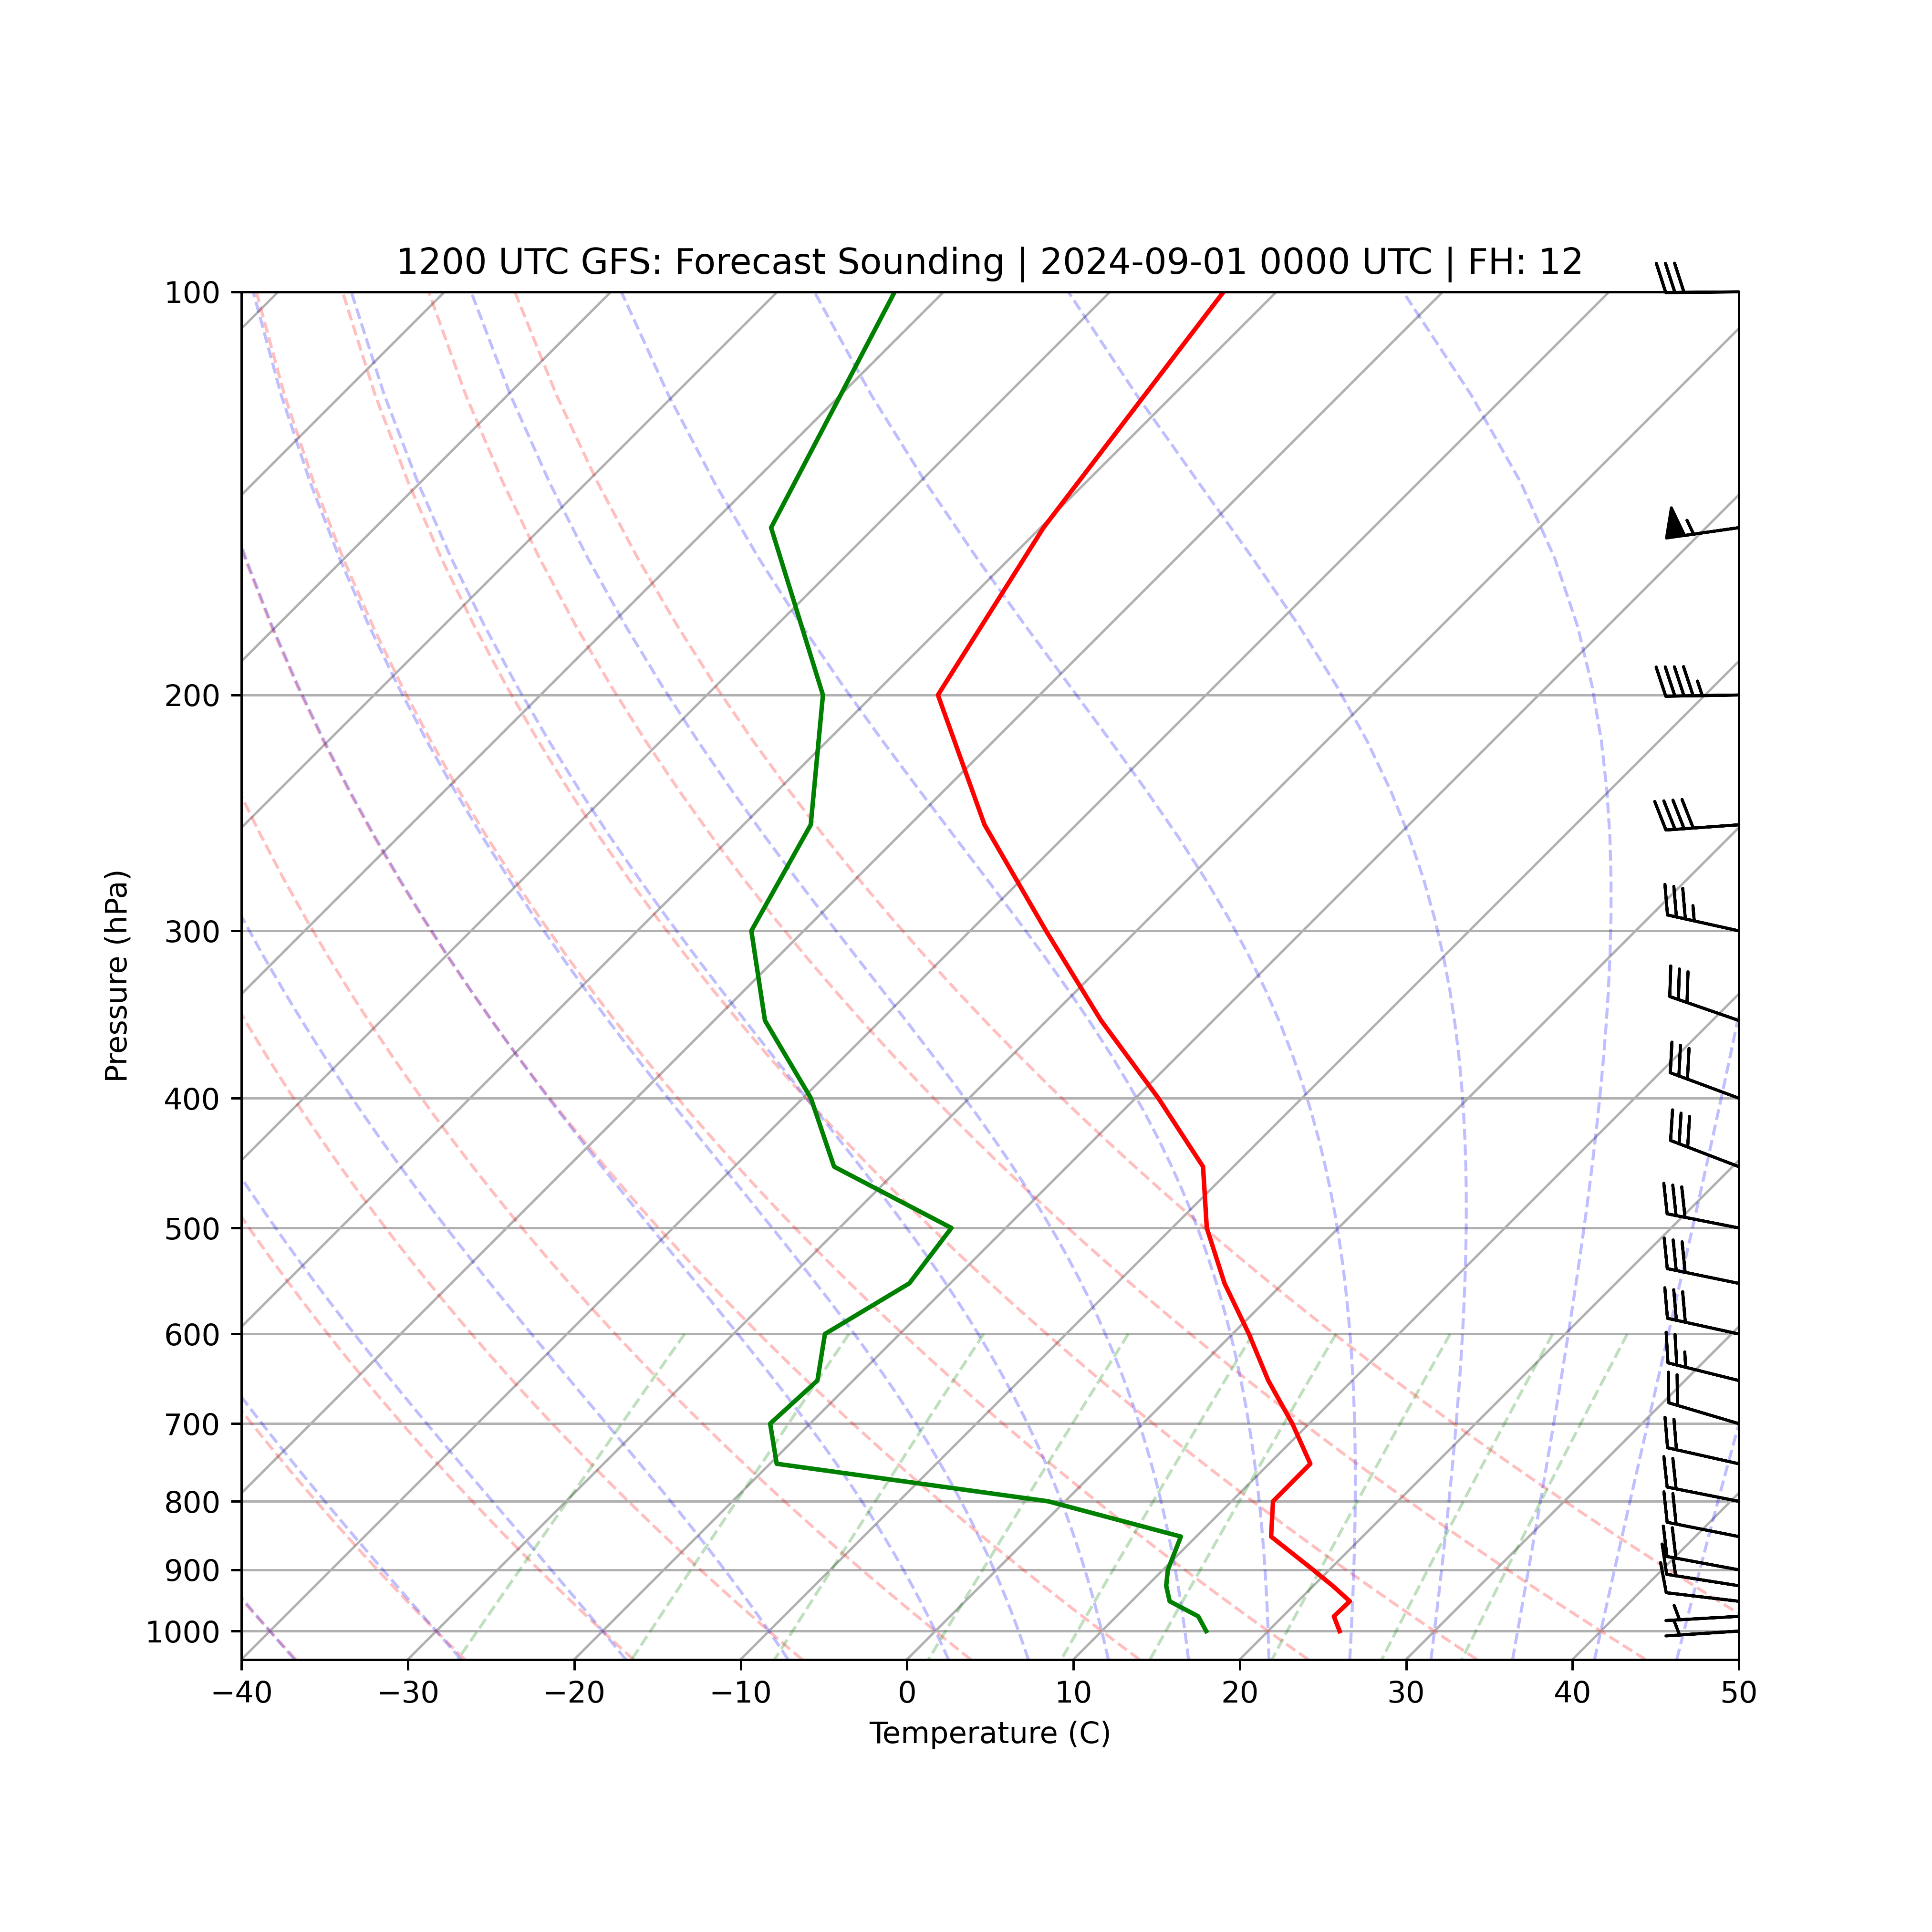 1200 UTC GFS: Forecast Sounding | 2024-09-01 0000 UTC | FH: 12
100
200
300
400
500
600
700
800
900
1000
Pressure (hPa)
−40 −30 −20 −10 0 10 20 30 40 50
Temperature (C)